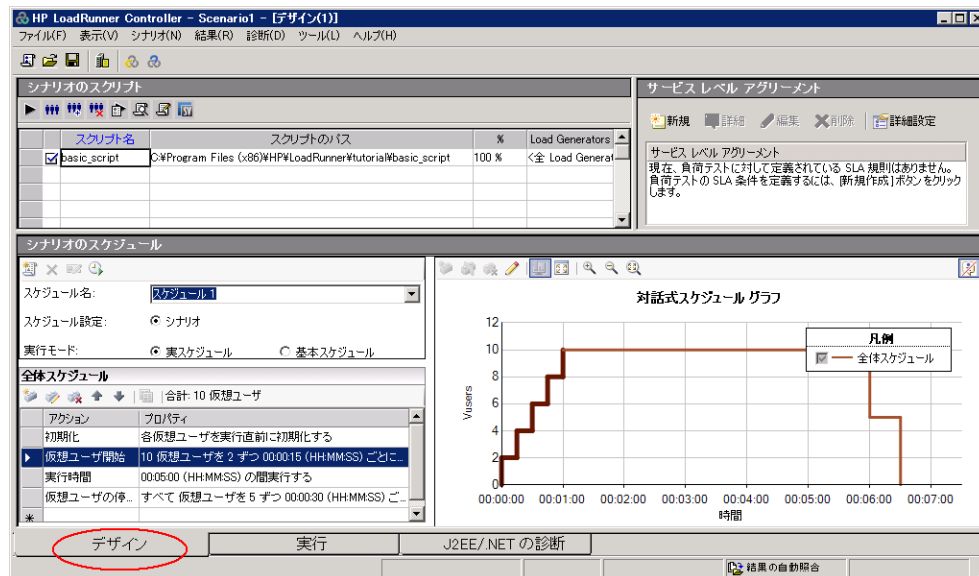 HP LoadRunner Controller - Scenario1 - [デザイン(1)]
ファイル(F) 表示(V) シナリオ(N) 結果(R) 診断(D) ツール(L) ヘルプ(H)
シナリオのスクリプト
スクリプト名 スクリプトのパス % Load Generators
basic_script C:¥Program Files (x86)¥HP¥LoadRunner¥tutorial¥basic_script 100 % <全 Load Generat
サービス レベル アグリーメント
新規 詳細 編集 削除 詳細設定
サービス レベル アグリーメント
現在、負荷テストに対して定義されている SLA 規則はありません。
負荷テストの SLA 条件を定義するには、[新規作成] ボタンをクリック
します。
シナリオのスケジュール
スケジュール名: スケジュール 1
スケジュール設定: シナリオ
実行モード: 実スケジュール 基本スケジュール
全体スケジュール
合計: 10 仮想ユーザ
アクション プロパティ
初期化 各仮想ユーザを実行直前に初期化する
仮想ユーザ開始 10 仮想ユーザを 2 ずつ 00:00:15 (HH:MM:SS) ごとに...
実行時間 00:05:00 (HH:MM:SS) の間実行する
仮想ユーザの停... すべて 仮想ユーザを 5 ずつ 00:00:30 (HH:MM:SS) ご...
対話式スケジュール グラフ
凡例
全体スケジュール
Vusers
12
10
8
6
4
2
0
00:00:00 00:01:00 00:02:00 00:03:00 00:04:00 00:05:00 00:06:00 00:07:00
時間
デザイン 実行 J2EE/.NET の診断
結果の自動照合